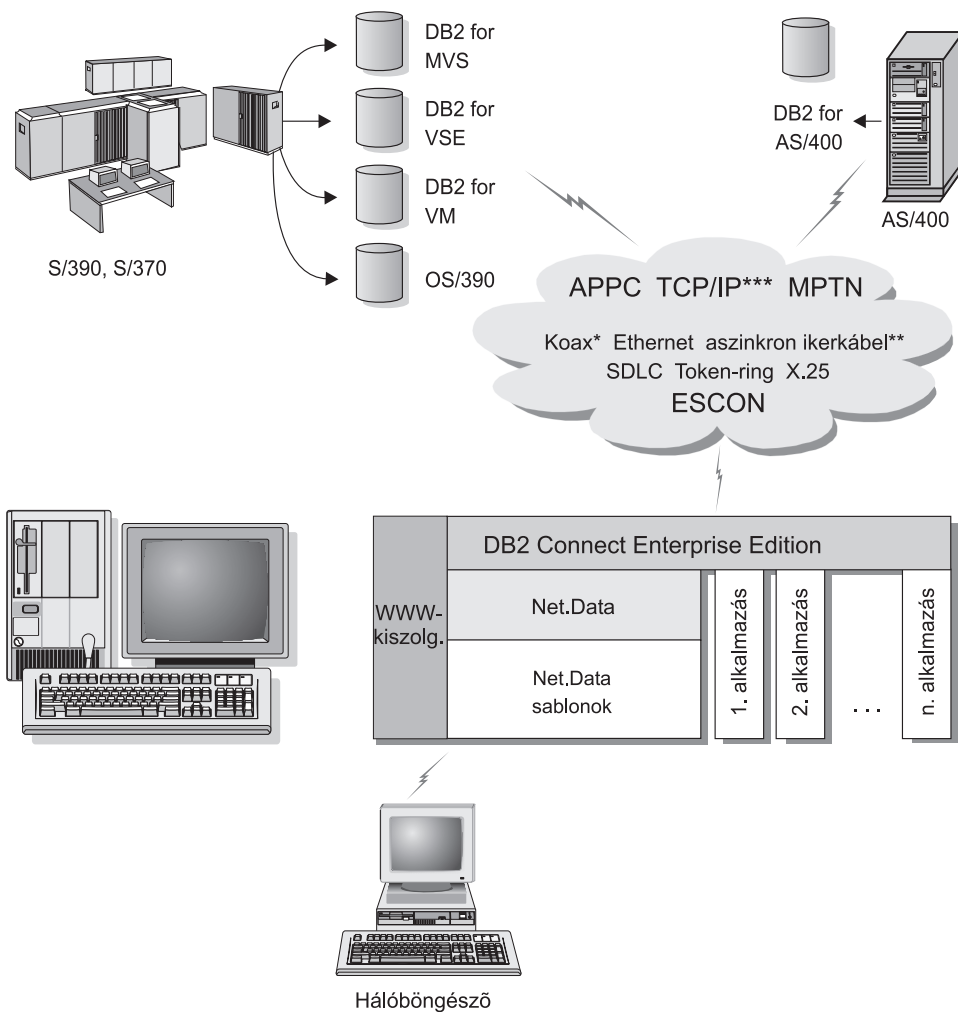 DB2 for
MVS
DB2 for
VSE
DB2 for
VM
OS/390
S/390, S/370
DB2 for
AS/400
AS/400
APPC TCP/IP*** MPTN
Koax* Ethernet aszinkron ikerkábel**
SDLC Token-ring X.25
ESCON
DB2 Connect Enterprise Edition
WWW-
kiszolg.
Net.Data
Net.Data
sablonok
1. alkalmazás
2. alkalmazás
. . .
n. alkalmazás
Hálóböngészõ